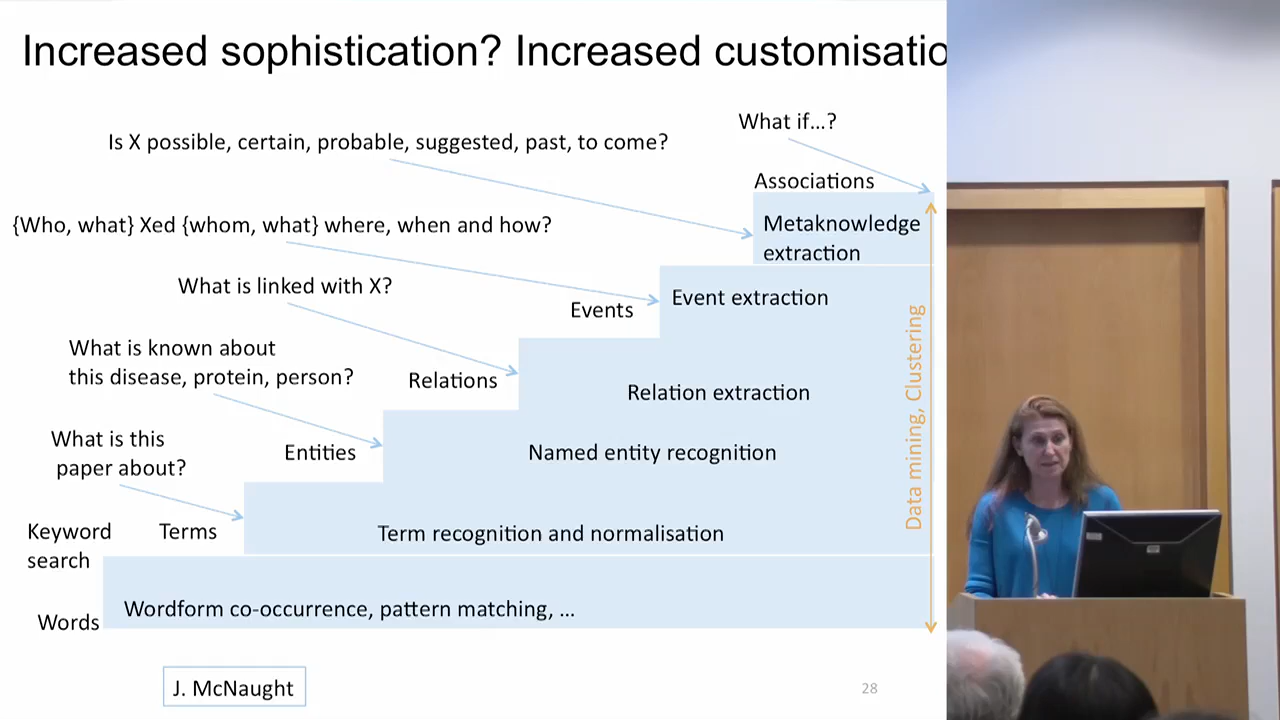 Increased sophistication? Increased customisatio
What if...?
Is X possible, certain, probable, suggested, past, to come?
Associations
Metaknowledge
extraction
{Who, what} Xed {whom, what} where, when and how?
What is linked with X?
Events
Event extraction
What is known about
this disease, protein, person?
Relations
Relation extraction
What is this
paper about?
Entities
Named entity recognition
Keyword
search
Terms
Term recognition and normalisation
Words
Wordform co-occurrence, pattern matching, ...
Data mining, Clustering
J. McNaught
28